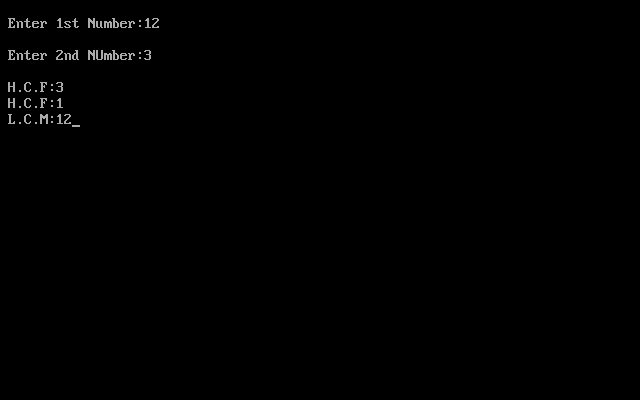 Enter 1st Number:12
Enter 2nd NUmber:3
H.C.F:3
H.C.F:1
L.C.M:12_